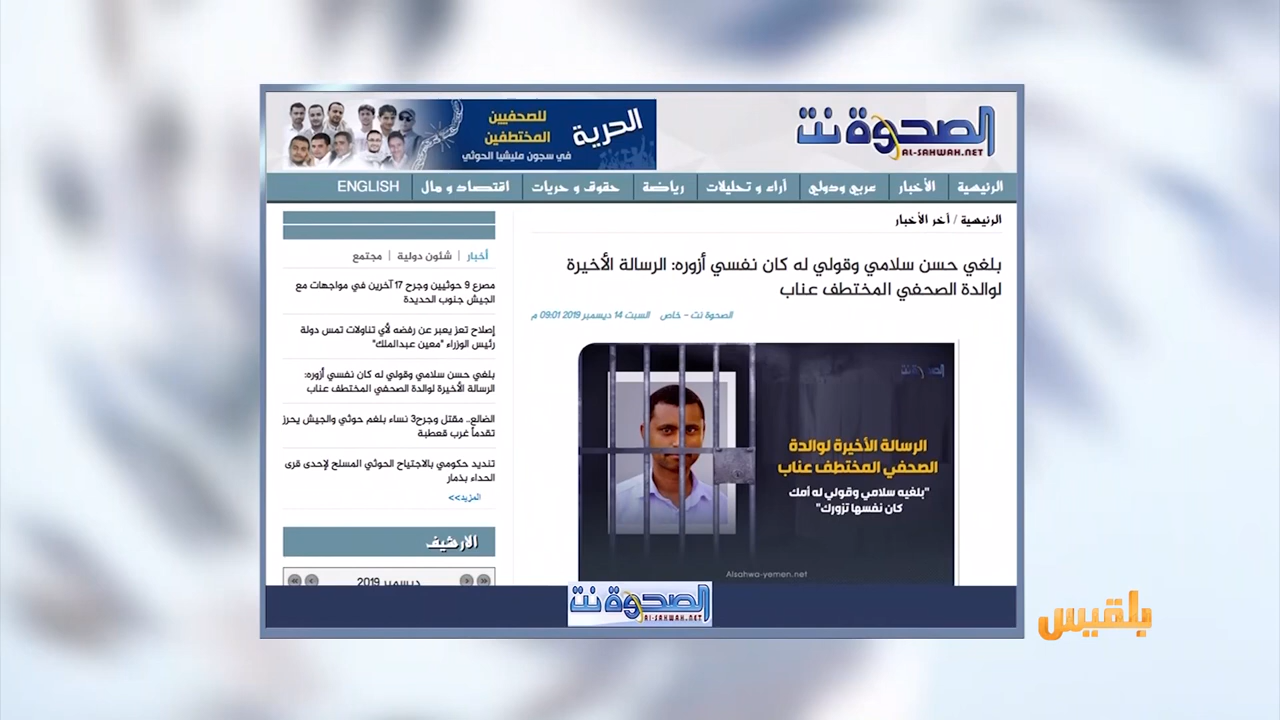 الصحوة نت
AL-SAHWAH.NET
الحرية
للصحفيين
المختطفين
في سجون مليشيا الحوثي
الرئيسية
الأخبار
عربي ودولي
آراء و تحليلات
رياضة
حقوق و حريات
اقتصاد و مال
ENGLISH
الرئيسية / آخر الأخبار
بلغي حسن سلامي وقولي له كان نفسي أزوره: الرسالة الأخيرة
لوالدة الصحفي المختطف عناب
الصحوة نت - خاص السبت 14 ديسمبر 2019 09:01 م
الصحوة نت
الرسالة الأخيرة لوالدة
الصحفي المختطف عناب
"بلغيه سلامي وقولي له أمك
كان نفسها تزورك"
Alsahwa-yemen.net
أخبار | شئون دولية | مجتمع
مصرع 9 حوثيين وجرح 17 آخرين في مواجهات مع
الجيش جنوب الحديدة
إصلاح تعز يعبر عن رفضه لأي تناولات تمس دولة
رئيس الوزراء "معين عبدالملك"
بلغي حسن سلامي وقولي له كان نفسي أزوره:
الرسالة الأخيرة لوالدة الصحفي المختطف عناب
الضالع.. مقتل وجرح3 نساء بلغم حوثي والجيش يحرز
تقدماً غرب قعطبة
تنديد حكومي بالاجتياح الحوثي المسلح لإحدى قرى
الحداء بذمار
المزيد>>
الارشيف
ديسمبر 2019
الصحوة نت
AL-SAHWAH.NET
بلقيس